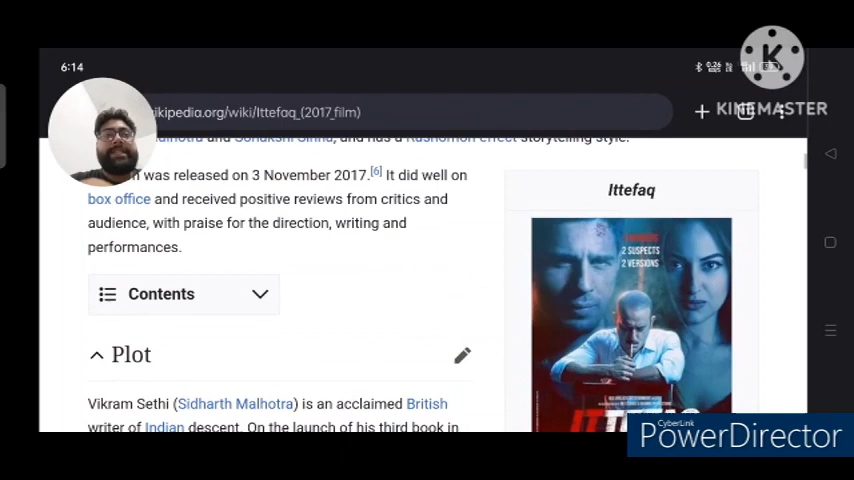 6:14
0.26
KINEMASTER
ikipedia.org/wiki/Ittefaq_(2017_film)
Malhotra and Sonakshi Sinha, and has a Rashomon effect storytelling style.
was released on 3 November 2017.[6] It did well on
box office and received positive reviews from critics and
audience, with praise for the direction, writing and
performances.
Contents
Plot
Vikram Sethi (Sidharth Malhotra) is an acclaimed British
writer of Indian descent. On the launch of his third book in
Ittefaq
2 SUSPECTS
2 VERSIONS
CyberLink
PowerDirector